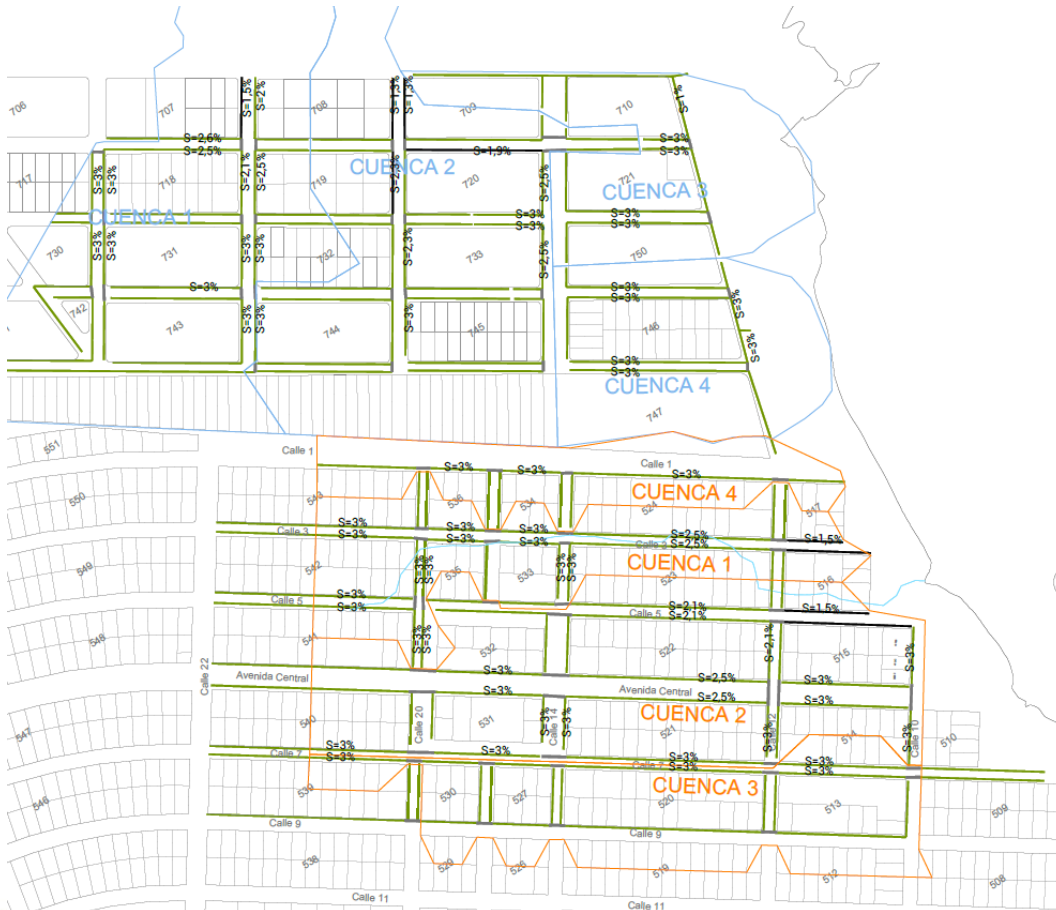 S=1,5%
S=2%
S=1,3%
S=1,3%
S=1%
706
707
708
709
710
S=2,6%
S=2,5%
S=1,9%
S=3%
S=3%
CUENCA 2
717
S=3%
S=3%
718
S=2,1%
S=2,5%
719
S=2,3%
720
S=2,5%
721
CUENCA 3
CUENCA 1
S=3%
S=3%
S=3%
S=3%
730
S=3%
S=3%
731
S=3%
S=3%
732
S=2,3%
733
S=2,5%
750
S=3%
S=3%
S=3%
742
743
S=3%
S=3%
744
S=3%
745
746
S=3%
S=3%
S=3%
S=3%
CUENCA 4
747
551
Calle 1
Calle 1
S=3%
S=3%
S=3%
550
543
536
534
524
CUENCA 4
517
Calle 3
S=3%
S=3%
S=3%
S=3%
S=3%
S=3%
S=2,5%
S=2,5%
Calle 3
S=1,5%
549
542
S=3%
S=3%
535
533
S=3%
S=3%
CUENCA 1
523
516
Calle 5
S=3%
S=3%
S=2,1%
S=2,1%
Calle 5
S=1,5%
548
541
S=3%
S=3%
532
522
S=2,1%
515
S=3%
Calle 22
Avenida Central
S=3%
S=3%
S=2,5%
S=2,5%
Avenida Central
S=3%
S=3%
547
540
Calle 20
531
S=3%
Calle 14
S=3%
CUENCA 2
521
S=3%
514
S=3%
Calle 10
510
Calle 7
S=3%
S=3%
S=3%
S=3%
S=3%
S=3%
S=3%
546
539
530
527
CUENCA 3
520
513
509
Calle 9
Calle 9
538
529
526
519
512
508
Calle 11
Calle 11